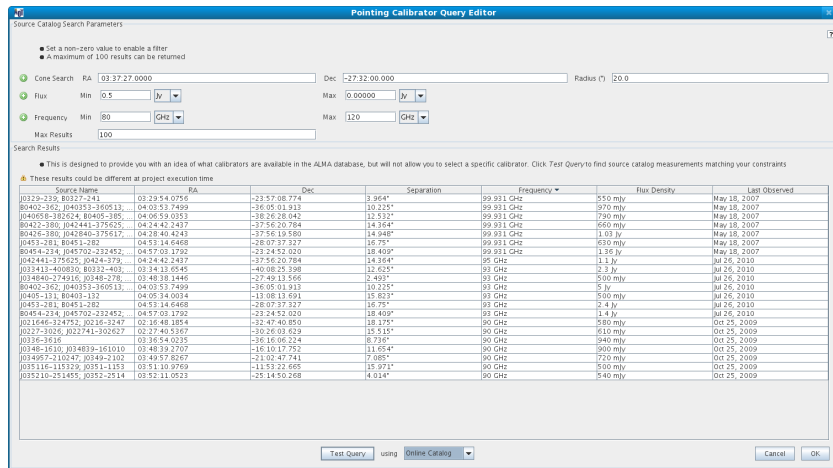 Pointing Calibrator Query Editor
Source Catalog Search Parameters
?
● Set a non-zero value to enable a filter
● A maximum of 100 results can be returned
Cone Search RA 03:37:27.0000 Dec -27:32:00.000 Radius (°) 20.0
Flux Min 0.5 Jy Max 0.00000 Jy
Frequency Min 80 GHz Max 120 GHz
Max Results 100
Search Results
● This is designed to provide you with an idea of what calibrators are available in the ALMA database, but will not allow you to select a specific calibrator. Click Test Query to find source catalog measurements matching your constraints
These results could be different at project execution time
Source Name RA Dec Separation Frequency Flux Density Last Observed
J0329-239; B0327-241 03:29:54.0756 -23:57:08.774 3.964° 99.931 GHz 550 mJy May 18, 2007
B0402-362; J040353-360513; ... 04:03:53.7499 -36:05:01.913 10.225° 99.931 GHz 970 mJy May 18, 2007
J040658-382624; B0405-385; ... 04:06:59.0353 -38:26:28.042 12.532° 99.931 GHz 790 mJy May 18, 2007
B0422-380; J042441-375625; ... 04:24:42.2437 -37:56:20.784 14.364° 99.931 GHz 660 mJy May 18, 2007
B0426-380; J042840-375617; ... 04:28:40.4243 -37:56:19.580 14.948° 99.931 GHz 1.03 Jy May 18, 2007
J0453-281; B0451-282 04:53:14.6468 -28:07:37.327 16.75° 99.931 GHz 630 mJy May 18, 2007
B0454-234; J045702-232452; ... 04:57:03.1792 -23:24:52.020 18.409° 99.931 GHz 1.36 Jy May 18, 2007
J042441-375625; J0424-379; ... 04:24:42.2437 -37:56:20.784 14.364° 95 GHz 1.1 Jy Jul 26, 2010
J033413-400830; B0332-403; ... 03:34:13.6545 -40:08:25.398 12.625° 93 GHz 2.3 Jy Jul 26, 2010
J034840-274916; J0348-278; ... 03:48:38.1446 -27:49:13.566 2.493° 93 GHz 500 mJy Jul 26, 2010
B0402-362; J040353-360513; ... 04:03:53.7499 -36:05:01.913 10.225° 93 GHz 5 Jy Jul 26, 2010
J0405-131; B0403-132 04:05:34.0034 -13:08:13.691 15.823° 93 GHz 500 mJy Jul 26, 2010
J0453-281; B0451-282 04:53:14.6468 -28:07:37.327 16.75° 93 GHz 2.4 Jy Jul 26, 2010
B0454-234; J045702-232452; ... 04:57:03.1792 -23:24:52.020 18.409° 93 GHz 1.4 Jy Jul 26, 2010
J021646-324752; J0216-3247 02:16:48.1854 -32:47:40.850 18.175° 90 GHz 580 mJy Oct 25, 2009
J0227-3026; J022741-302627 02:27:40.5367 -30:26:03.629 15.515° 90 GHz 610 mJy Oct 25, 2009
J0336-3616 03:36:54.0235 -36:16:06.224 8.736° 90 GHz 940 mJy Oct 25, 2009
J0348-1610; J034839-161010 03:48:39.2707 -16:10:17.752 11.654° 90 GHz 900 mJy Oct 25, 2009
J034957-210247; J0349-2102 03:49:57.8267 -21:02:47.741 7.085° 90 GHz 720 mJy Oct 25, 2009
J035116-115329; J0351-1153 03:51:10.9769 -11:53:22.665 15.971° 90 GHz 500 mJy Oct 25, 2009
J035210-251455; J0352-2514 03:52:11.0523 -25:14:50.268 4.014° 90 GHz 540 mJy Oct 25, 2009
Test Query using Online Catalog Cancel OK